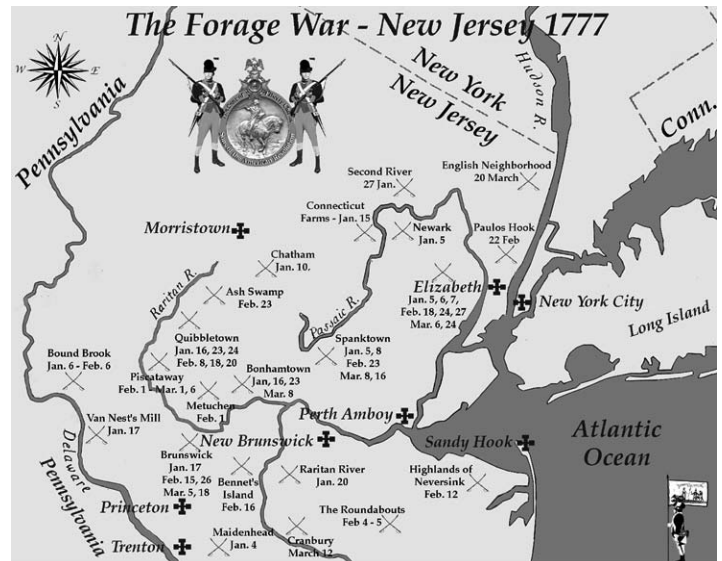 The Forage War - New Jersey 1777
N
W E
S
Pennsylvania
New York
New Jersey
Hudson R.
Conn.
Second River
27 Jan.
English Neighborhood
20 March
Connecticut
Farms - Jan. 15
Newark
Jan. 5
Paulos Hook
22 Feb
Morristown
Chatham
Jan. 10.
Raritan R.
Ash Swamp
Feb. 23
Passaic R.
Elizabeth
Jan. 5, 6, 7,
Feb. 18, 24, 27
Mar. 6, 24
New York City
Long Island
Quibbletown
Jan. 16, 23, 24
Feb. 8, 18, 20
Spanktown
Jan. 5, 8
Feb. 23
Mar. 8, 16
Bound Brook
Jan. 6 - Feb. 6
Piscataway
Feb. 1 - Mar. 1, 6
Bonhamtown
Jan, 16, 23
Mar. 8
Metuchen
Feb. 1
Van Nest's Mill
Jan. 17
Perth Amboy
New Brunswick
Sandy Hook
Atlantic
Ocean
Delaware
Pennsylvania
Brunswick
Jan. 17
Feb. 15, 26
Mar. 5, 18
Bennet's
Island
Feb. 16
Raritan River
Jan. 20
Highlands of
Neversink
Feb. 12
Princeton
The Roundabouts
Feb 4 - 5
Trenton
Maidenhead
Jan. 4
Cranbury
March 12